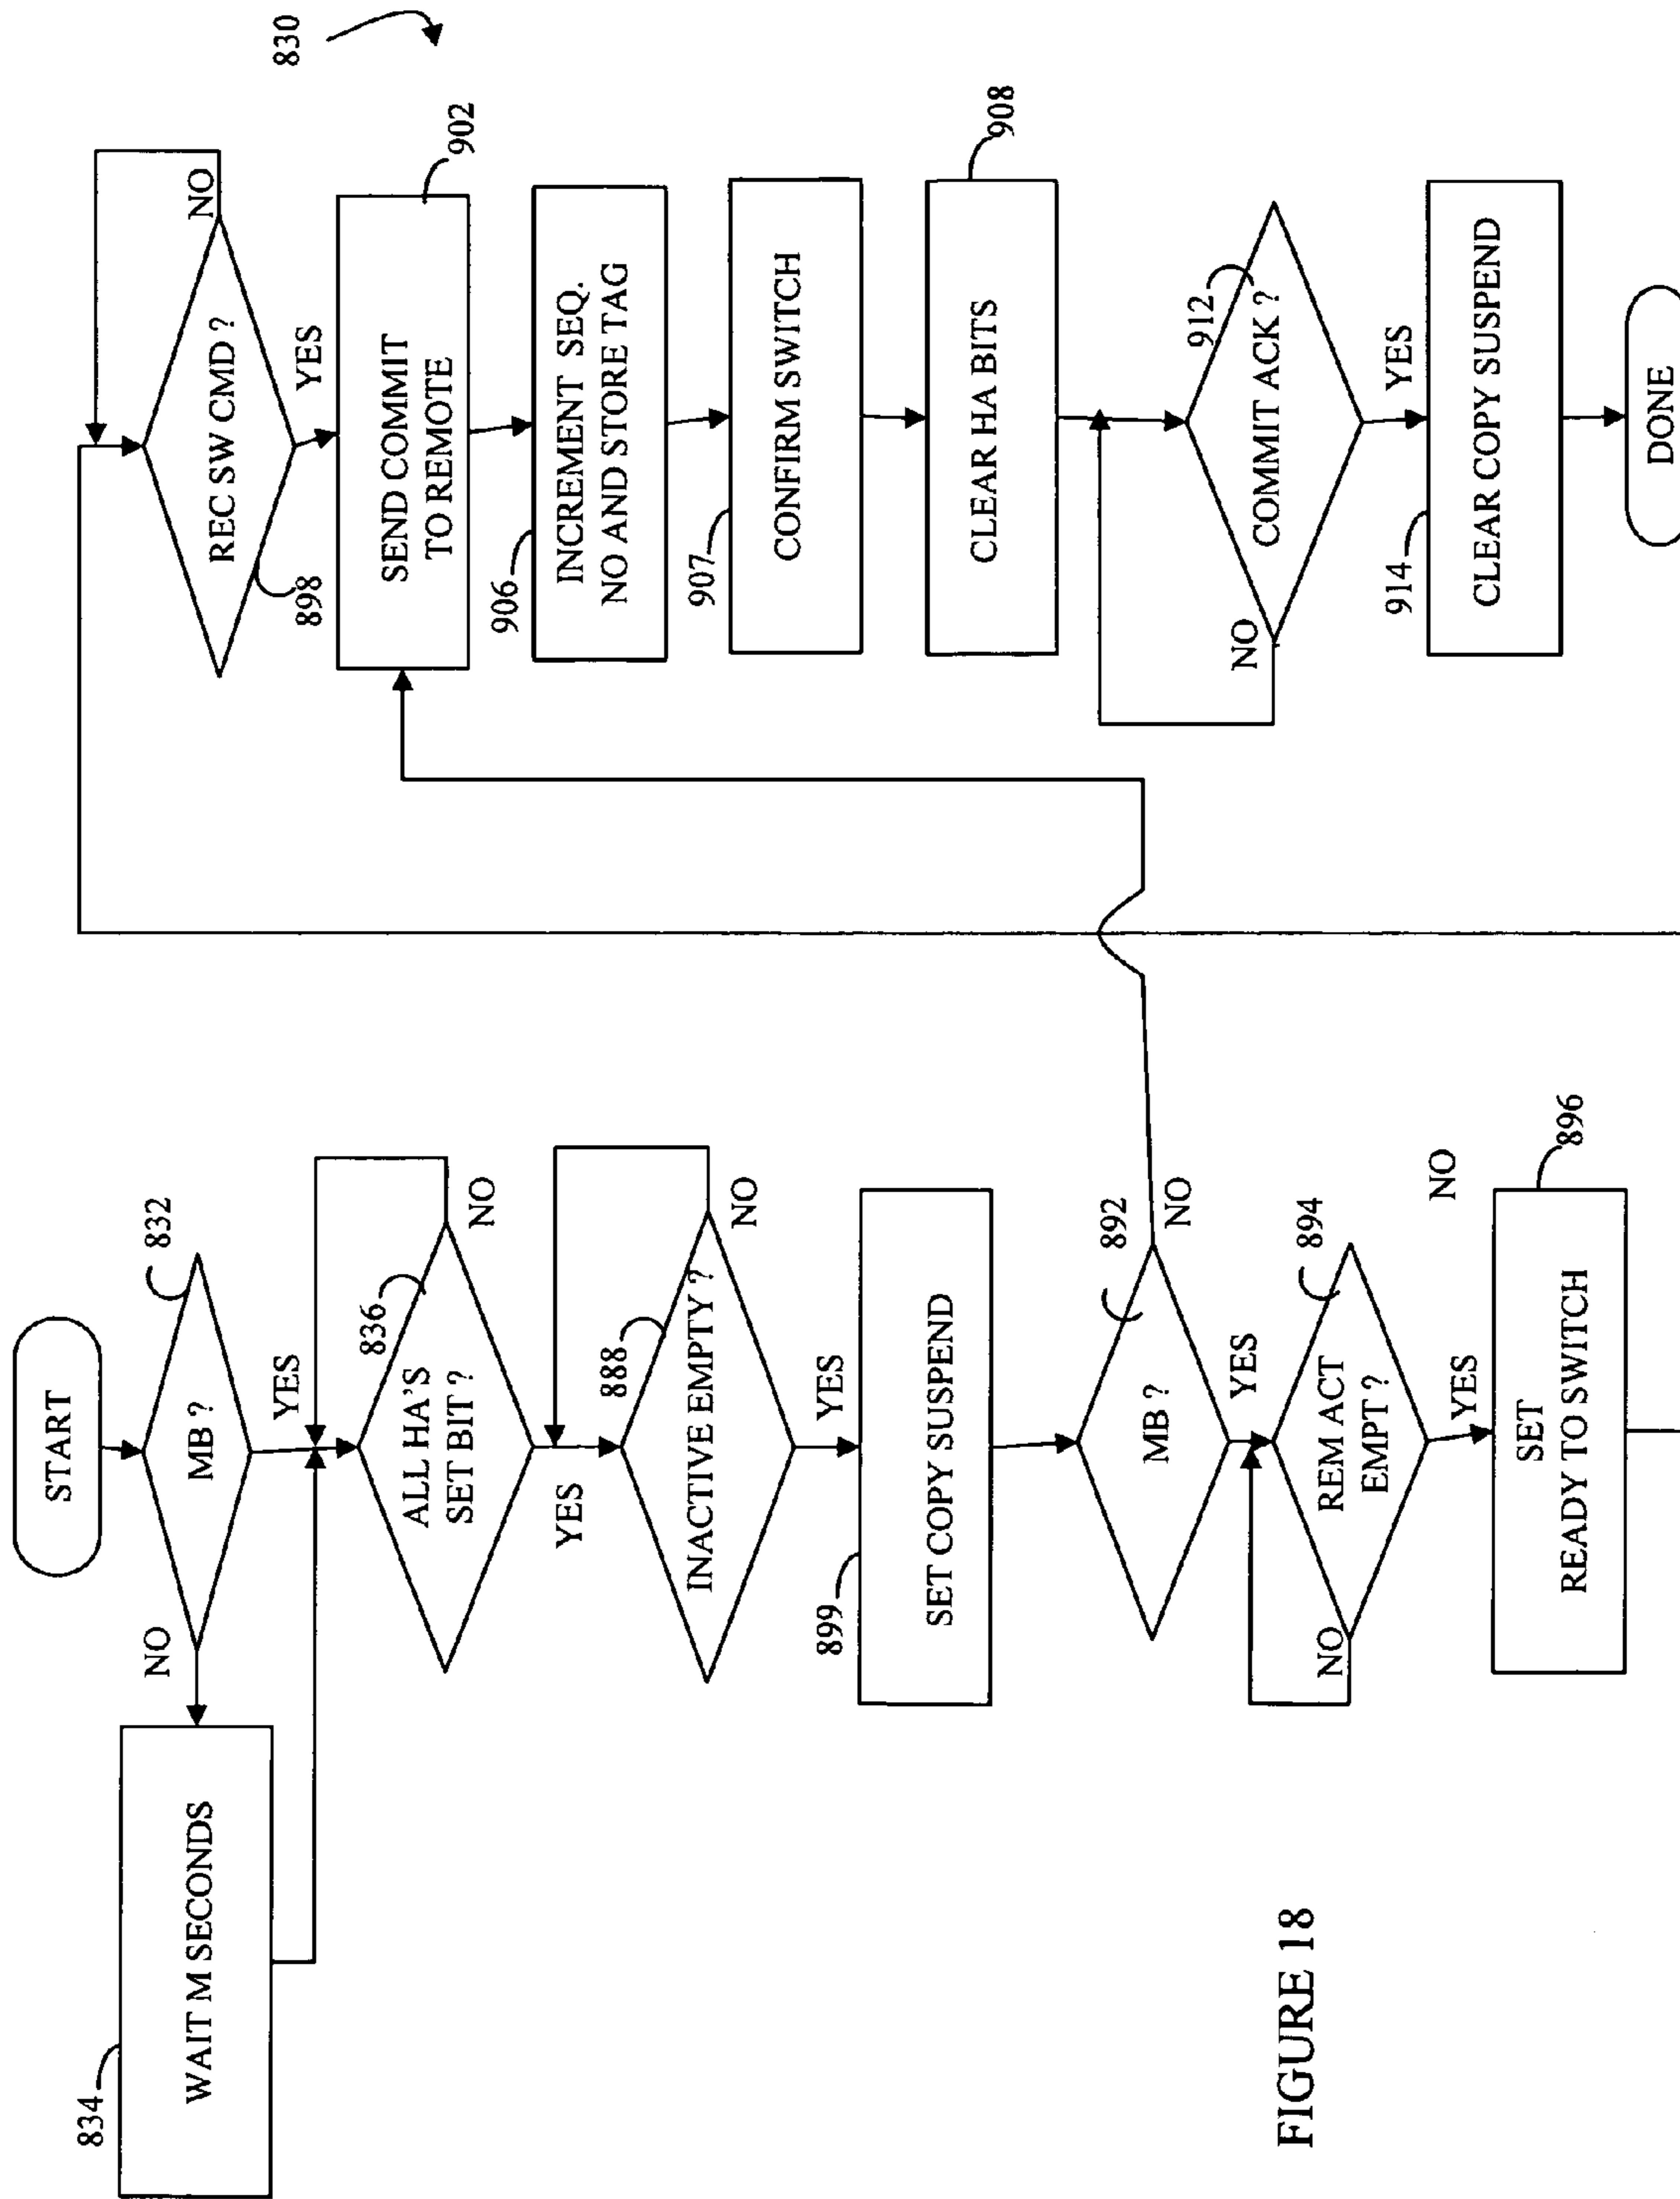 START
832
MB ?
NO
YES
834
WAIT M SECONDS
836
ALL HA'S
SET BIT ?
NO
YES
888
INACTIVE EMPTY ?
NO
YES
899
SET COPY SUSPEND
892
MB ?
NO
YES
894
REM ACT
EMPT ?
NO
NO
YES
896
SET
READY TO SWITCH
830
REC SW CMD ?
NO
898
YES
902
SEND COMMIT
TO REMOTE
906
INCREMENT SEQ.
NO AND STORE TAG
907
CONFIRM SWITCH
908
CLEAR HA BITS
912
COMMIT ACK ?
NO
YES
914
CLEAR COPY SUSPEND
DONE
FIGURE 18